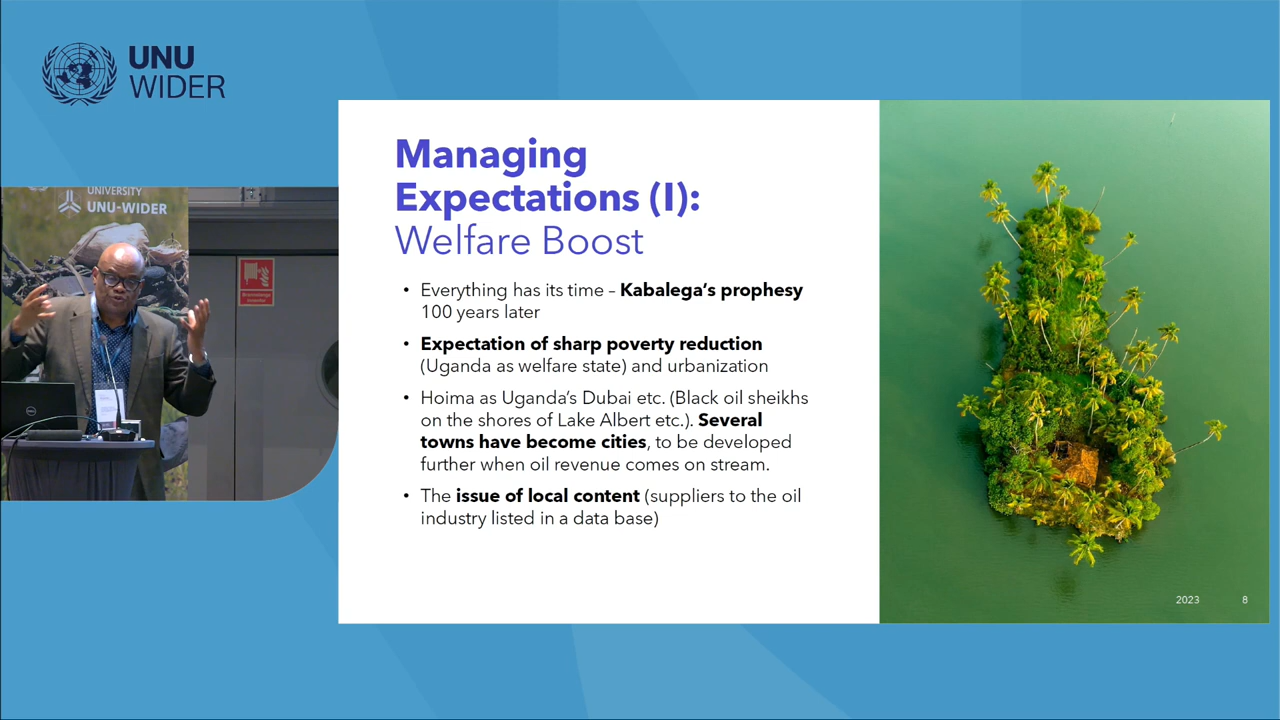 UNU
WIDER
UNIVERSITY
UNU-WIDER
Managing
Expectations (I):
Welfare Boost
• Everything has its time – Kabalega’s prophesy
100 years later
• Expectation of sharp poverty reduction
(Uganda as welfare state) and urbanization
• Hoima as Uganda’s Dubai etc. (Black oil sheikhs
on the shores of Lake Albert etc.). Several
towns have become cities, to be developed
further when oil revenue comes on stream.
• The issue of local content (suppliers to the oil
industry listed in a data base)
2023 8